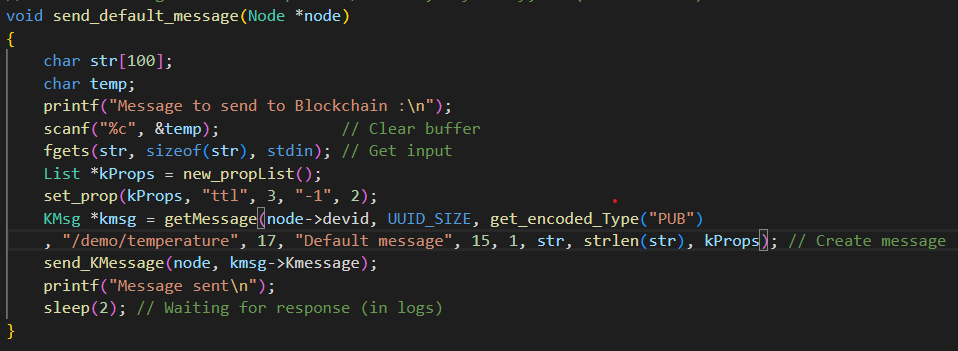 void send_default_message(Node *node)
{
    char str[100];
    char temp;
    printf("Message to send to Blockchain :\n");
    scanf("%c", &temp);            // Clear buffer
    fgets(str, sizeof(str), stdin); // Get input
    List *kProps = new_propList();
    set_prop(kProps, "ttl", 3, "-1", 2);
    KMsg *kmsg = getMessage(node->devid, UUID_SIZE, get_encoded_Type("PUB")
    , "/demo/temperature", 17, "Default message", 15, 1, str, strlen(str), kProps); // Create message
    send_KMessage(node, kmsg->Kmessage);
    printf("Message sent\n");
    sleep(2); // Waiting for response (in logs)
}